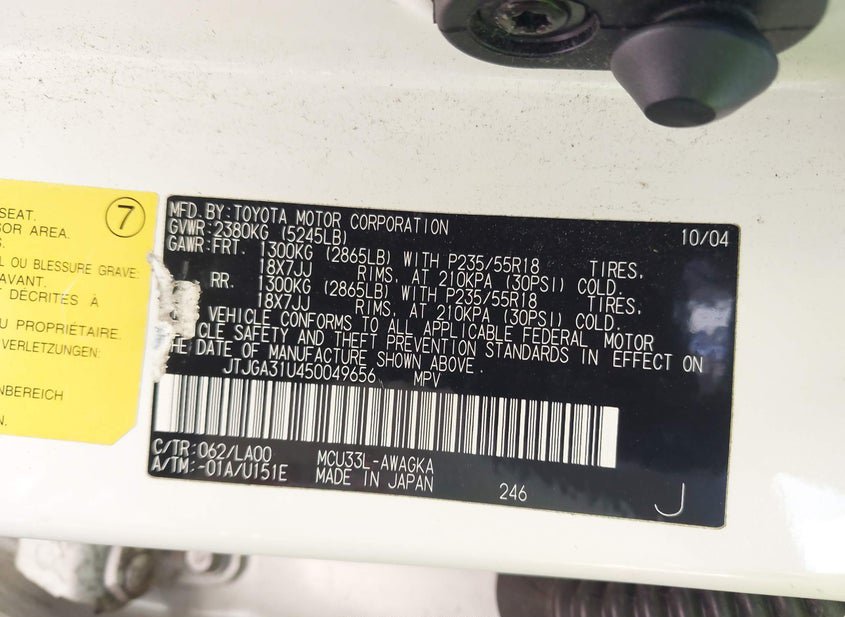 SEAT.
SOR AREA.
S.
L OU BLESSURE GRAVE:
AVANT.
T DÉCRITES À
U PROPRIÉTAIRE.
VERLETZUNGEN:
NBEREICH
N.
7
MFD. BY: TOYOTA MOTOR CORPORATION 10/04
GVWR: 2380KG (5245LB)
GAWR: FRT. 1300KG (2865LB) WITH P235/55R18 TIRES,
18X7JJ RIMS, AT 210KPA (30PSI) COLD.
RR. 1300KG (2865LB) WITH P235/55R18 TIRES,
18X7JJ RIMS, AT 210KPA (30PSI) COLD.
VEHICLE CONFORMS TO ALL APPLICABLE FEDERAL MOTOR
ICLE SAFETY AND THEFT PREVENTION STANDARDS IN EFFECT ON
THE DATE OF MANUFACTURE SHOWN ABOVE.
JTJGA31U450049656 MPV
C/TR: 062/LA00 MCU33L-AWAGKA
A/TM: -01A/U151E MADE IN JAPAN 246 J